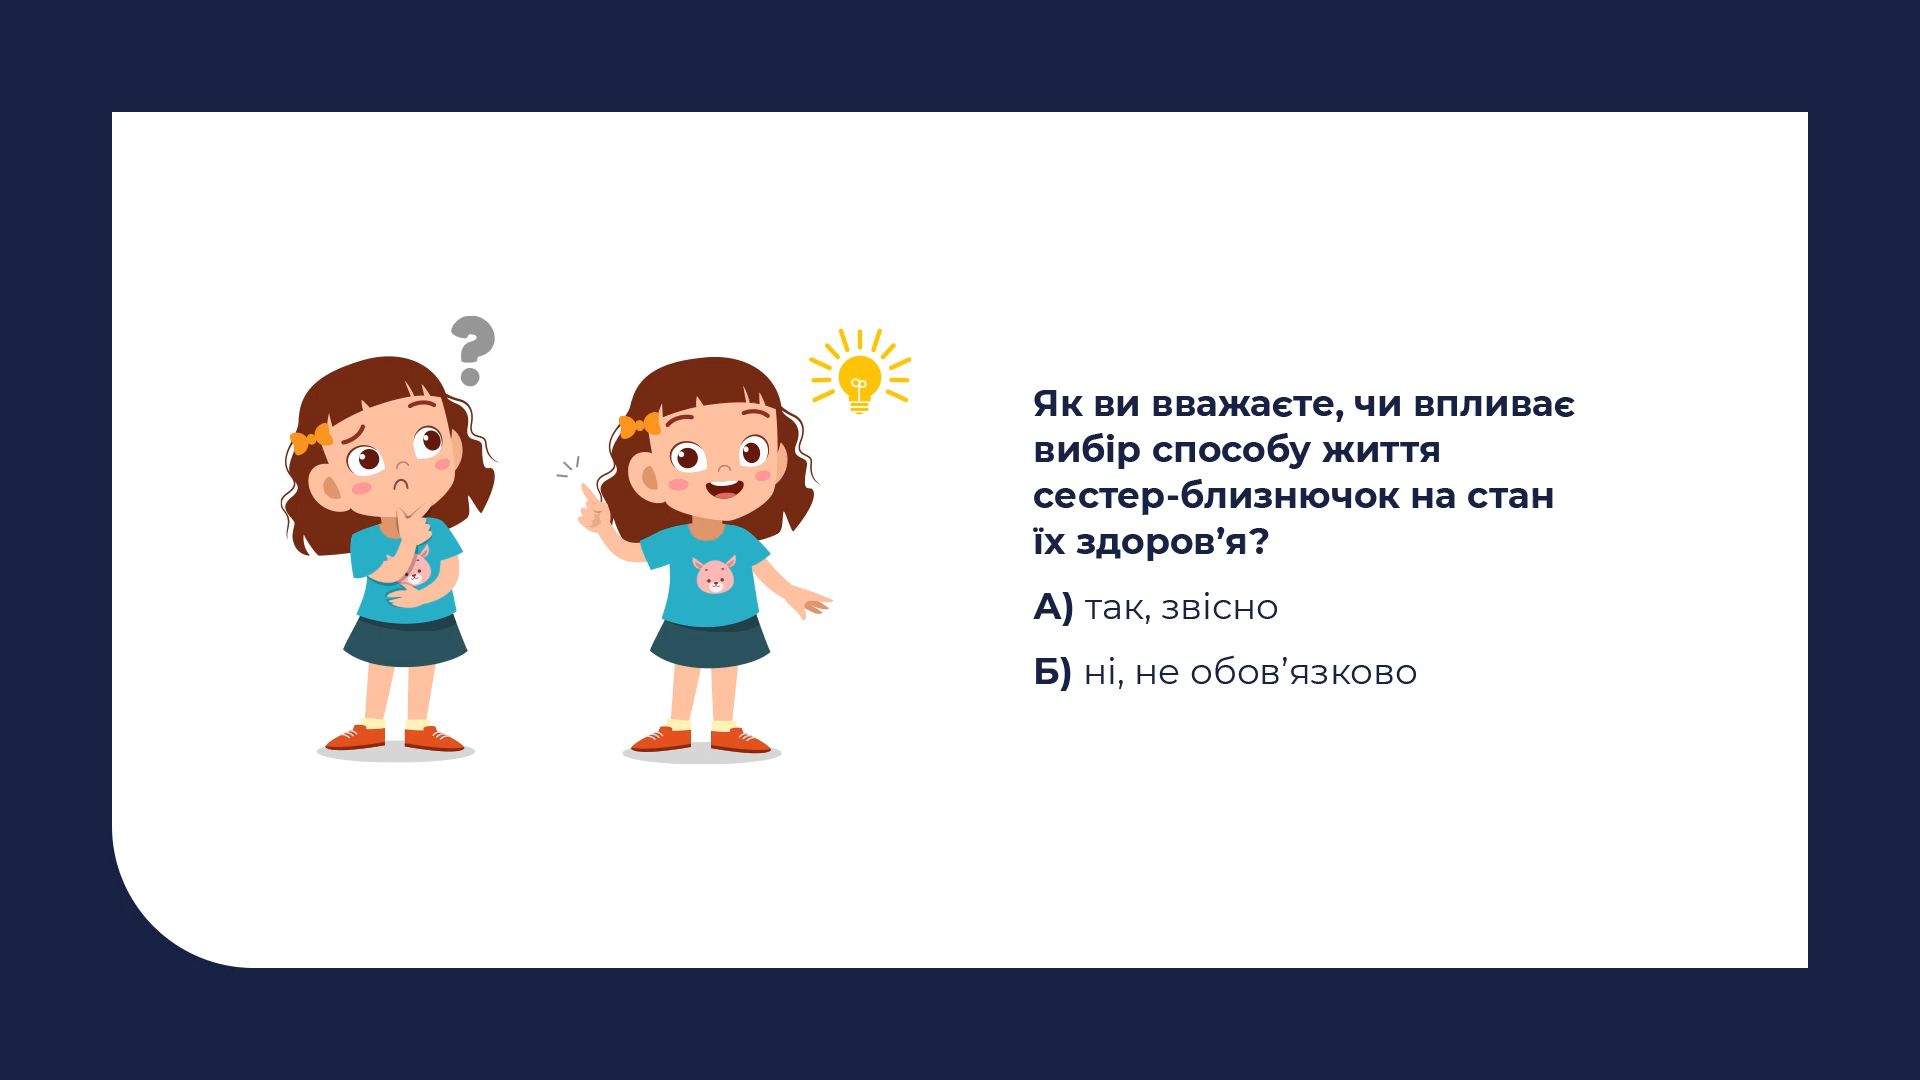 Як ви вважаєте, чи впливає
вибір способу життя
сестер-близнючок на стан
їх здоров’я?
А) так, звісно
Б) ні, не обов’язково